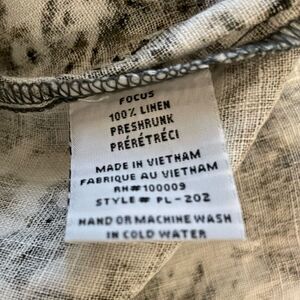 FOCUS
100% LINEN
PRESHRUNK
PRÉRÉTRÉCI
MADE IN VIETNAM
FABRIQUE AU VIETNAM
RN#100009
STYLE# PL-202
HAND OR MACHINE WASH
IN COLD WATER